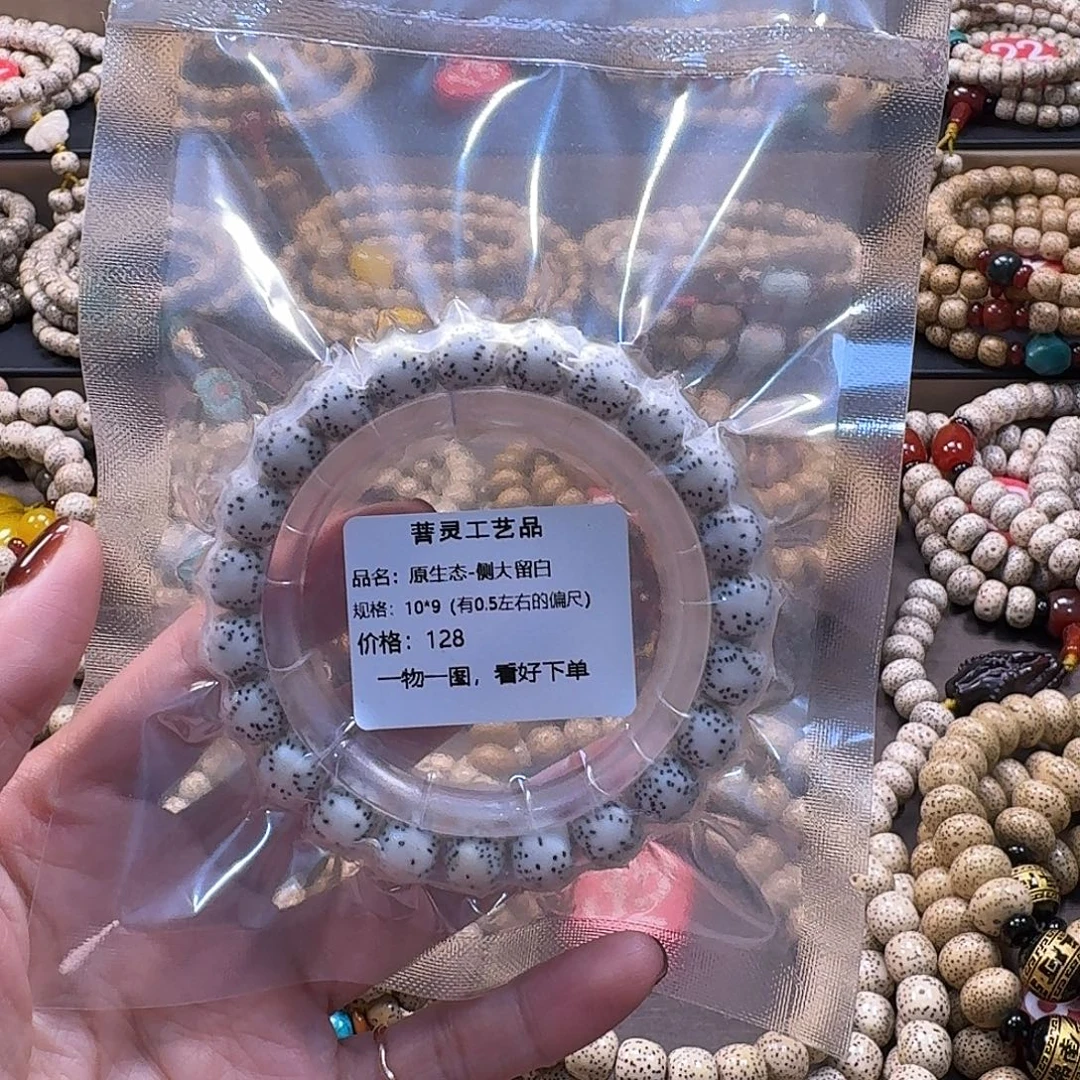 菩灵工艺品
品名：原生态-侧大留白
规格：10*9（有0.5左右的偏尺）
价格：128
一物一图，看好下单
22